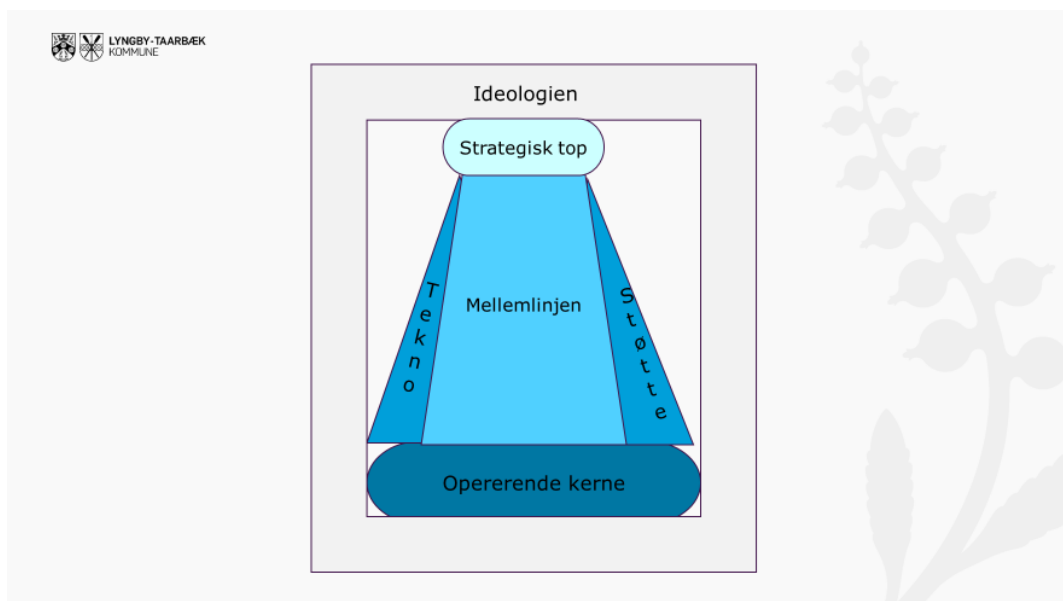 LYNGBY-TAARBÆK
KOMMUNE
Ideologien
Strategisk top
Tekno
Mellemlinjen
Støtte
Opererende kerne